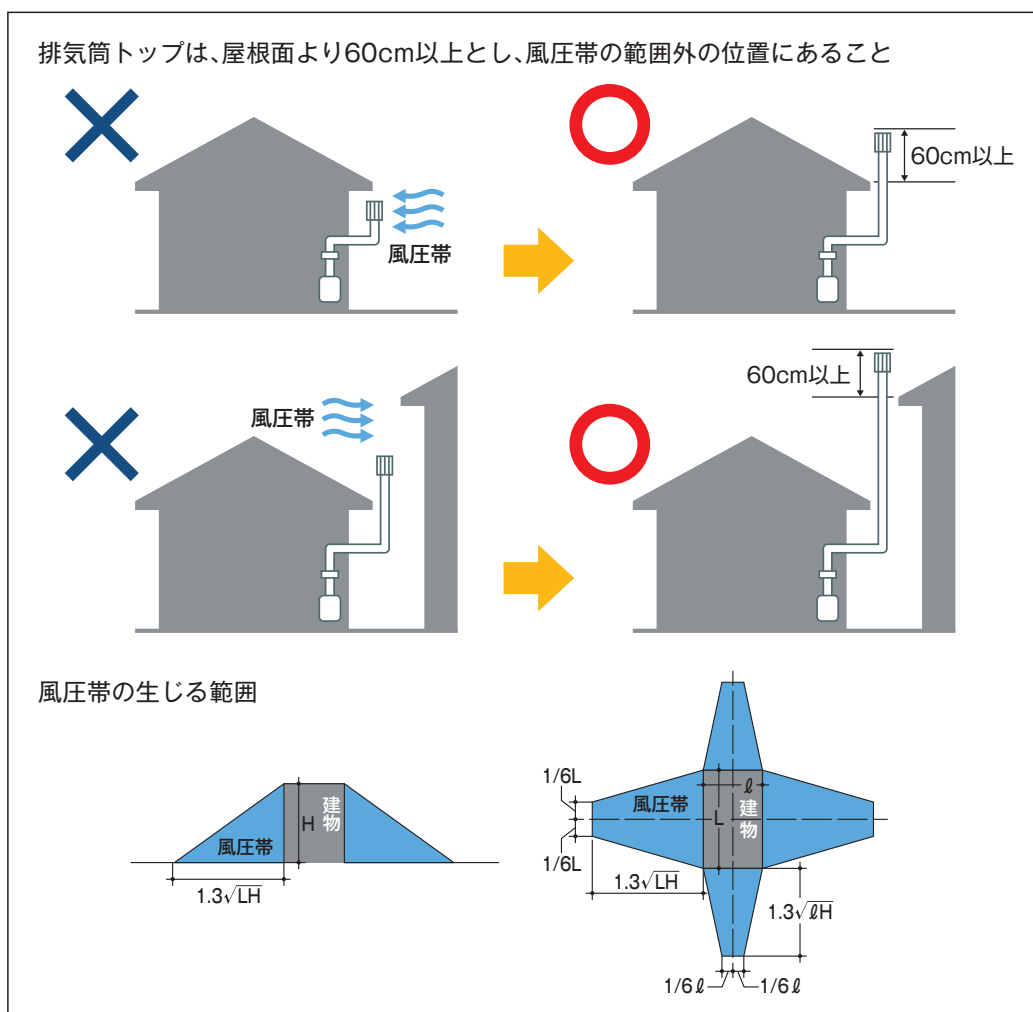 排気筒トップは、屋根面より60cm以上とし、風圧帯の範囲外の位置にあること
風圧帯
60cm以上
風圧帯
60cm以上
風圧帯の生じる範囲
建物
H
風圧帯
1.3√LH
1/6L
1/6L
風圧帯
ℓ
L
建物
1.3√LH
1.3√ℓH
1/6ℓ
1/6ℓ